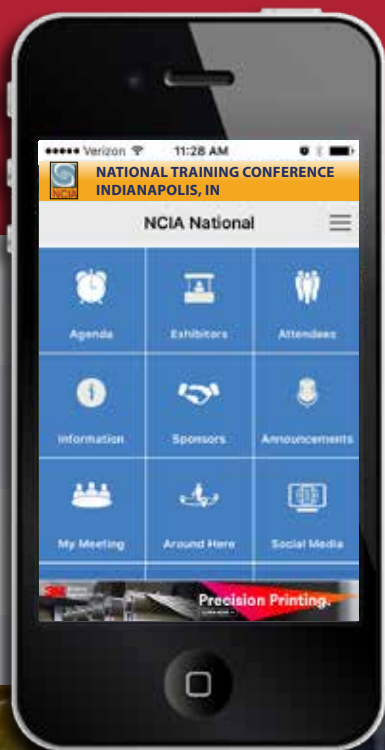 Verizon 11:28 AM
NATIONAL TRAINING CONFERENCE
INDIANAPOLIS, IN
NCIA
NCIA National
Agenda Exhibitors Attendees
Information Sponsors Announcements
My Meeting Around Here Social Media
3M
Precision Printing.